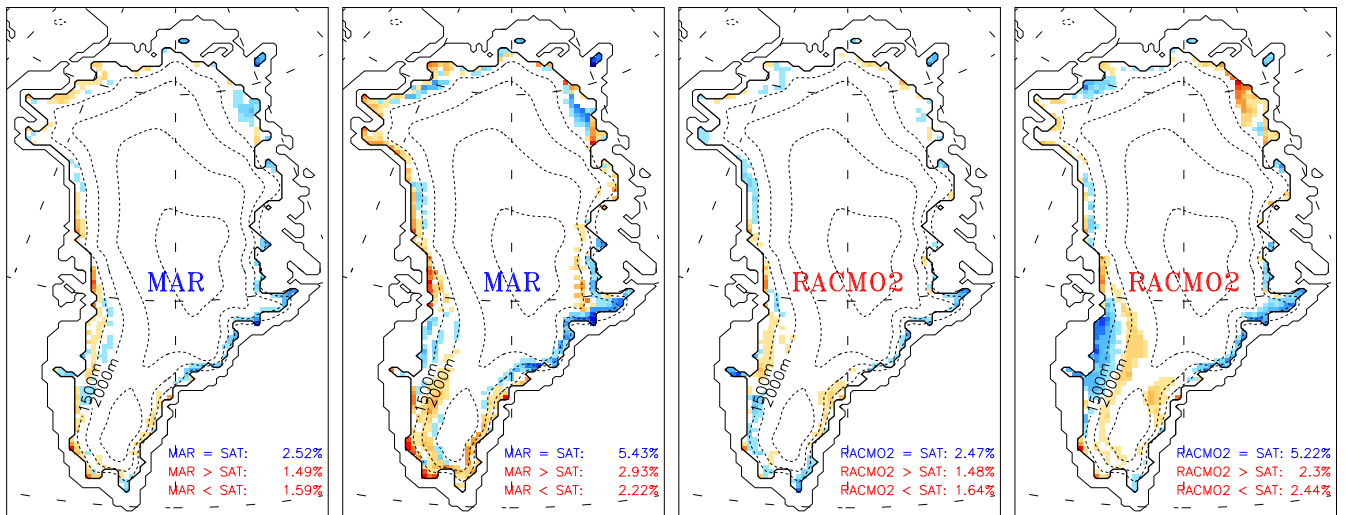 MAR
1500m
2000m
MAR = SAT: 2.52%
MAR > SAT: 1.49%
MAR < SAT: 1.59%
MAR
1500m
2000m
MAR = SAT: 5.43%
MAR > SAT: 2.93%
MAR < SAT: 2.22%
RACMO2
1500m
2000m
RACMO2 = SAT: 2.47%
RACMO2 > SAT: 1.48%
RACMO2 < SAT: 1.64%
RACMO2
1500m
2000m
RACMO2 = SAT: 5.22%
RACMO2 > SAT: 2.3%
RACMO2 < SAT: 2.44%